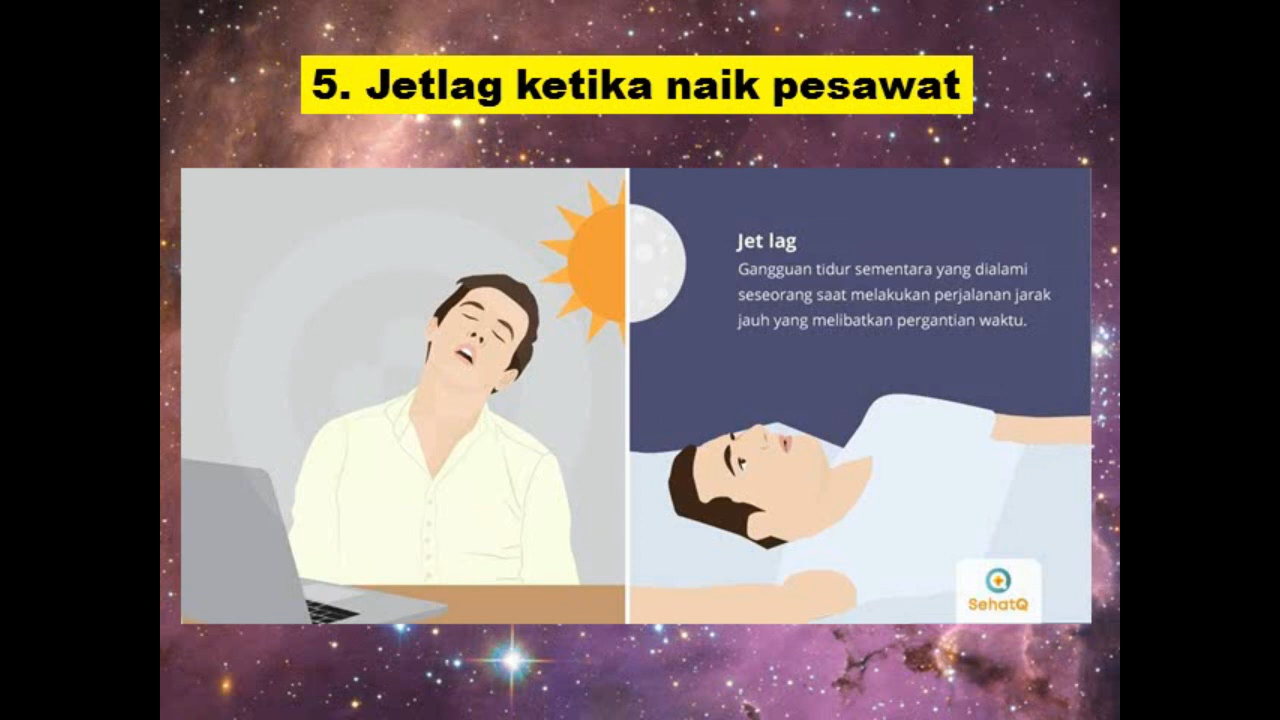 5. Jetlag ketika naik pesawat
Jet lag
Gangguan tidur sementara yang dialami
seseorang saat melakukan perjalanan jarak
jauh yang melibatkan pergantian waktu.
SehatQ